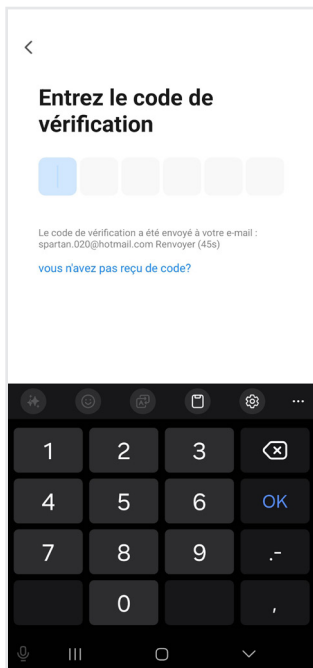 Entrez le code de
vérification
Le code de vérification a été envoyé à votre e-mail :
spartan.020@hotmail.com Renvoyer (45s)
vous n'avez pas reçu de code?
1 2 3
4 5 6 OK
7 8 9 .-
0 ,